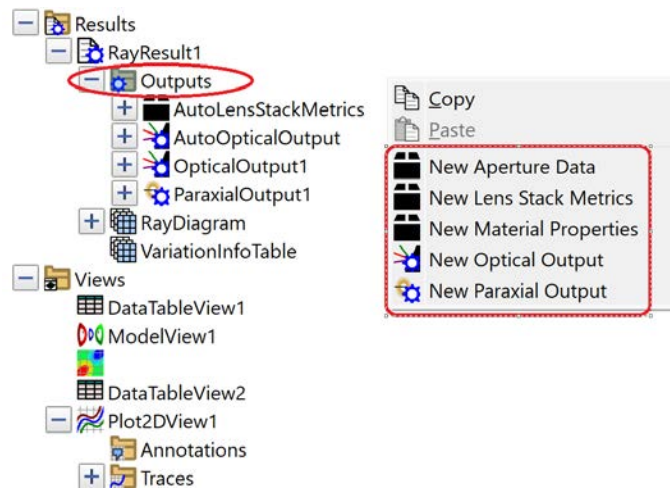 Results
RayResult1
Outputs
AutoLensStackMetrics
AutoOpticalOutput
OpticalOutput1
ParaxialOutput1
RayDiagram
VariationInfoTable
Views
DataTableView1
ModelView1
DataTableView2
Plot2DView1
Annotations
Traces
Copy
Paste
New Aperture Data
New Lens Stack Metrics
New Material Properties
New Optical Output
New Paraxial Output